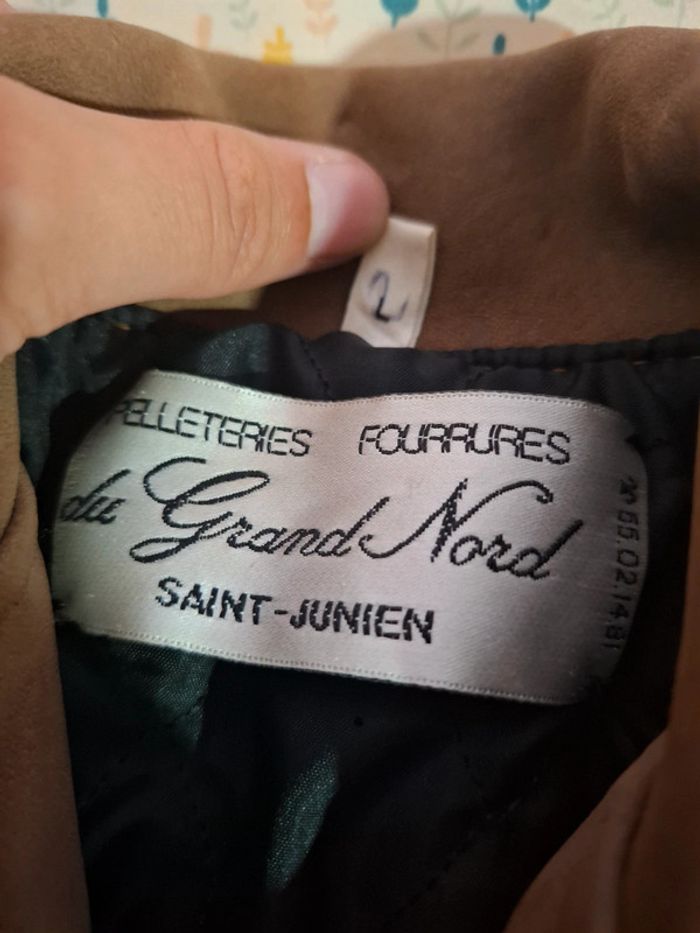 2
PELLETERIES FOURRURES
du Grand Nord
SAINT-JUNIEN
55.02.14.81